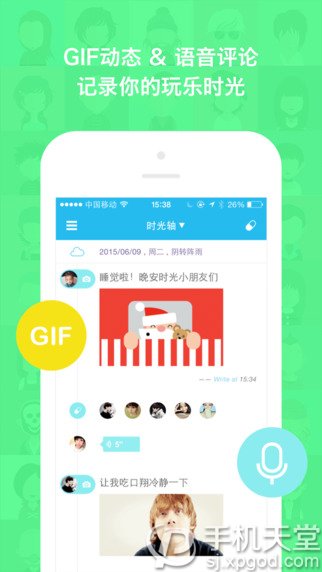 GIF动态 & 语音评论
记录你的玩乐时光
中国移动 15:38 26%
时光轴▼
2015/06/09，周二，阴转阵雨
睡觉啦！晚安时光小朋友们
—— Write at 15:34
GIF
5"
让我吃口翔冷静一下
手机天堂
sj.xpgod.com